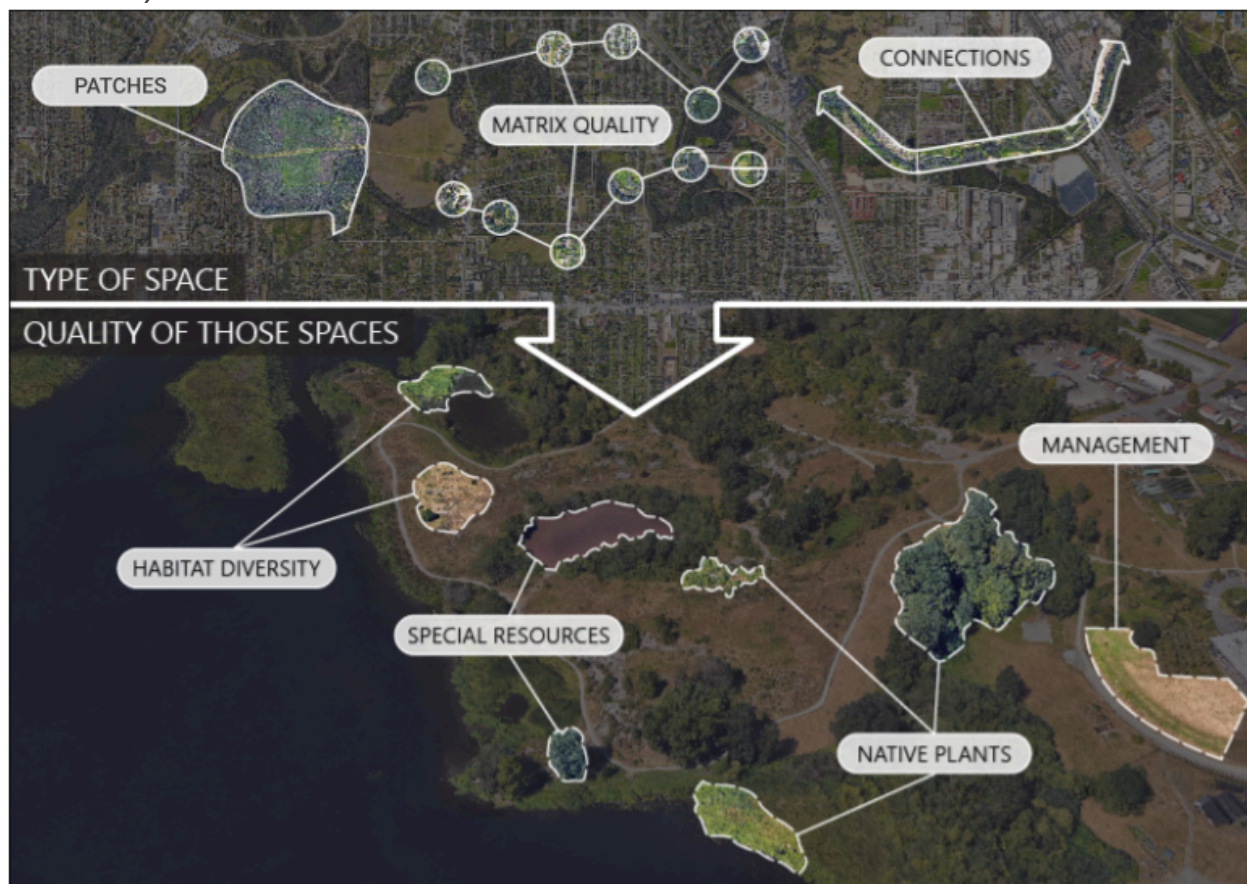 PATCHES
MATRIX QUALITY
CONNECTIONS
TYPE OF SPACE
QUALITY OF THOSE SPACES
MANAGEMENT
HABITAT DIVERSITY
SPECIAL RESOURCES
NATIVE PLANTS